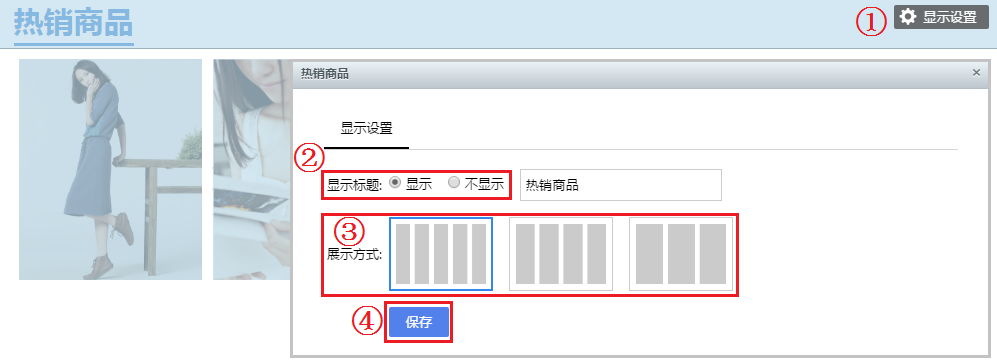 热销商品
① 显示设置
热销商品 ×
显示设置
②
显示标题: 显示 不显示 热销商品
③
展示方式:
④ 保存